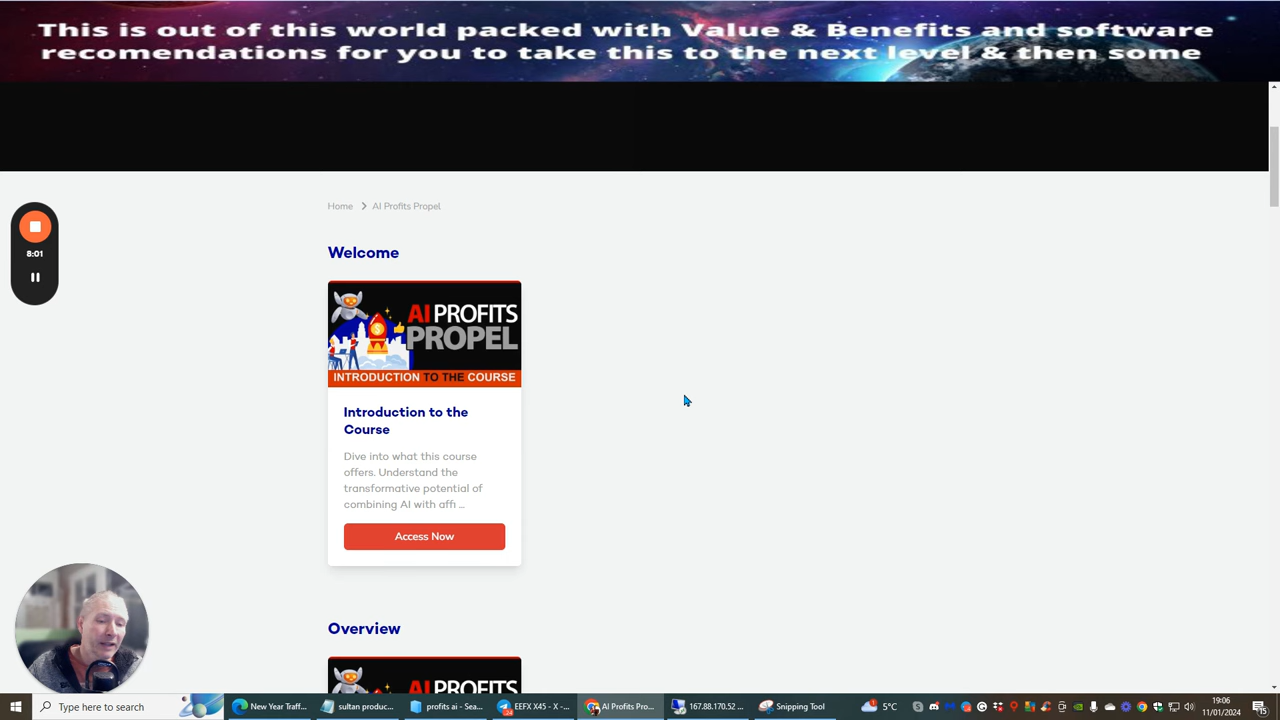 This is out of this world packed with Value & Benefits and software
recomendations for you to take this to the next level & then some
Home > AI Profits Propel
8:01
Welcome
AI PROFITS
PROPEL
INTRODUCTION TO THE COURSE
Introduction to the
Course
Dive into what this course
offers. Understand the
transformative potential of
combining AI with affi ...
Access Now
Overview
AI PROFITS
Type here to search
New Year Traff...
sultan produc...
profits ai - Sea...
EEFX X45 - X -...
AI Profits Pro...
167.88.170.52 ...
Snipping Tool
5°C
19:06
11/01/2024
15